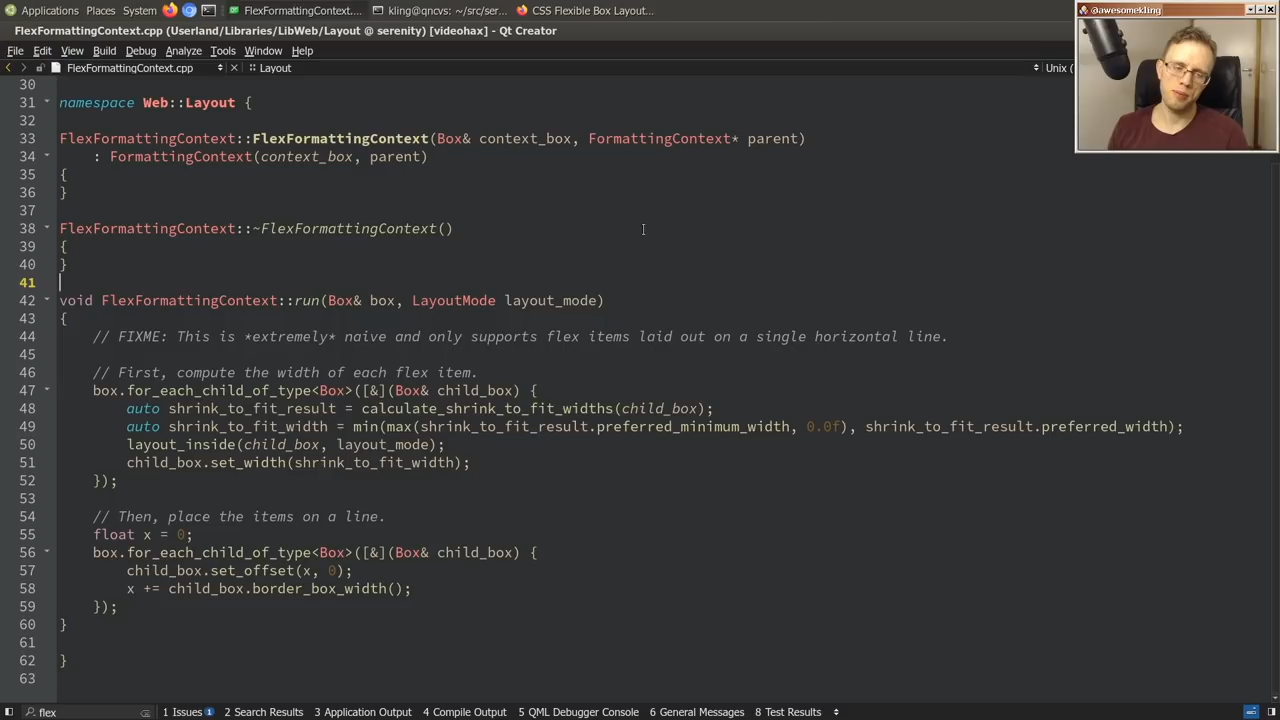 Applications Places System FlexFormattingContext.... kling@qncvs: ~/src/ser... CSS Flexible Box Layout...
@awesomekling
FlexFormattingContext.cpp (Userland/Libraries/LibWeb/Layout @ serenity) [videohax] - Qt Creator
File Edit View Build Debug Analyze Tools Window Help
FlexFormattingContext.cpp Layout Unix (
30
31 namespace Web::Layout {
32
33 FlexFormattingContext::FlexFormattingContext(Box& context_box, FormattingContext* parent)
34 : FormattingContext(context_box, parent)
35 {
36 }
37
38 FlexFormattingContext::~FlexFormattingContext()
39 {
40 }
41
42 void FlexFormattingContext::run(Box& box, LayoutMode layout_mode)
43 {
44 // FIXME: This is *extremely* naive and only supports flex items laid out on a single horizontal line.
45
46 // First, compute the width of each flex item.
47 box.for_each_child_of_type<Box>([&](Box& child_box) {
48 auto shrink_to_fit_result = calculate_shrink_to_fit_widths(child_box);
49 auto shrink_to_fit_width = min(max(shrink_to_fit_result.preferred_minimum_width, 0.0f), shrink_to_fit_result.preferred_width);
50 layout_inside(child_box, layout_mode);
51 child_box.set_width(shrink_to_fit_width);
52 });
53
54 // Then, place the items on a line.
55 float x = 0;
56 box.for_each_child_of_type<Box>([&](Box& child_box) {
57 child_box.set_offset(x, 0);
58 x += child_box.border_box_width();
59 });
60 }
61
62 }
63
flex 1 Issues 1 2 Search Results 3 Application Output 4 Compile Output 5 QML Debugger Console 6 General Messages 8 Test Results